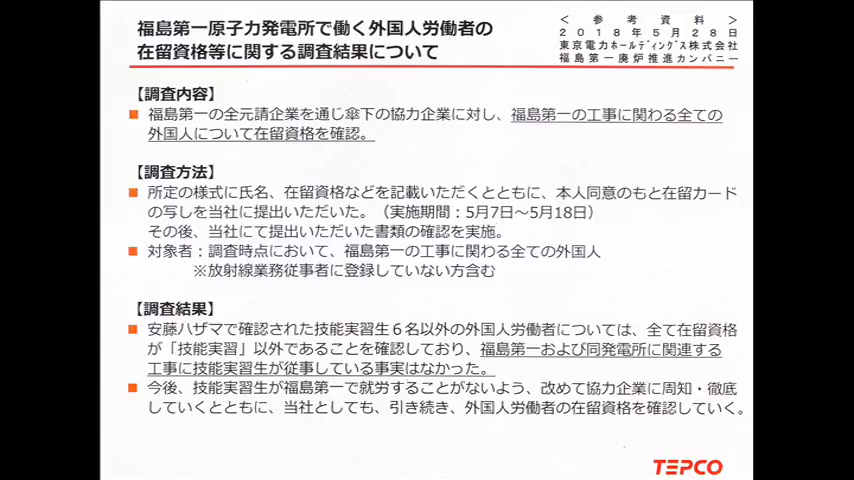 福島第一原子力発電所で働く外国人労働者の
在留資格等に関する調査結果について
＜参考資料＞
2018年5月28日
東京電力ホールディングス株式会社
福島第一廃炉推進カンパニー
【調査内容】
■ 福島第一の全元請企業を通じ傘下の協力企業に対し、福島第一の工事に関わる全ての
外国人について在留資格を確認。
【調査方法】
■ 所定の様式に氏名、在留資格などを記載いただくとともに、本人同意のもと在留カード
の写しを当社に提出いただいた。（実施期間：5月7日～5月18日）
その後、当社にて提出いただいた書類の確認を実施。
■ 対象者：調査時点において、福島第一の工事に関わる全ての外国人
※放射線業務従事者に登録していない方含む
【調査結果】
■ 安藤ハザマで確認された技能実習生６名以外の外国人労働者については、全て在留資格
が「技能実習」以外であることを確認しており、福島第一および同発電所に関連する
工事に技能実習生が従事している事実はなかった。
■ 今後、技能実習生が福島第一で就労することがないよう、改めて協力企業に周知・徹底
していくとともに、当社としても、引き続き、外国人労働者の在留資格を確認していく。
TEPCO